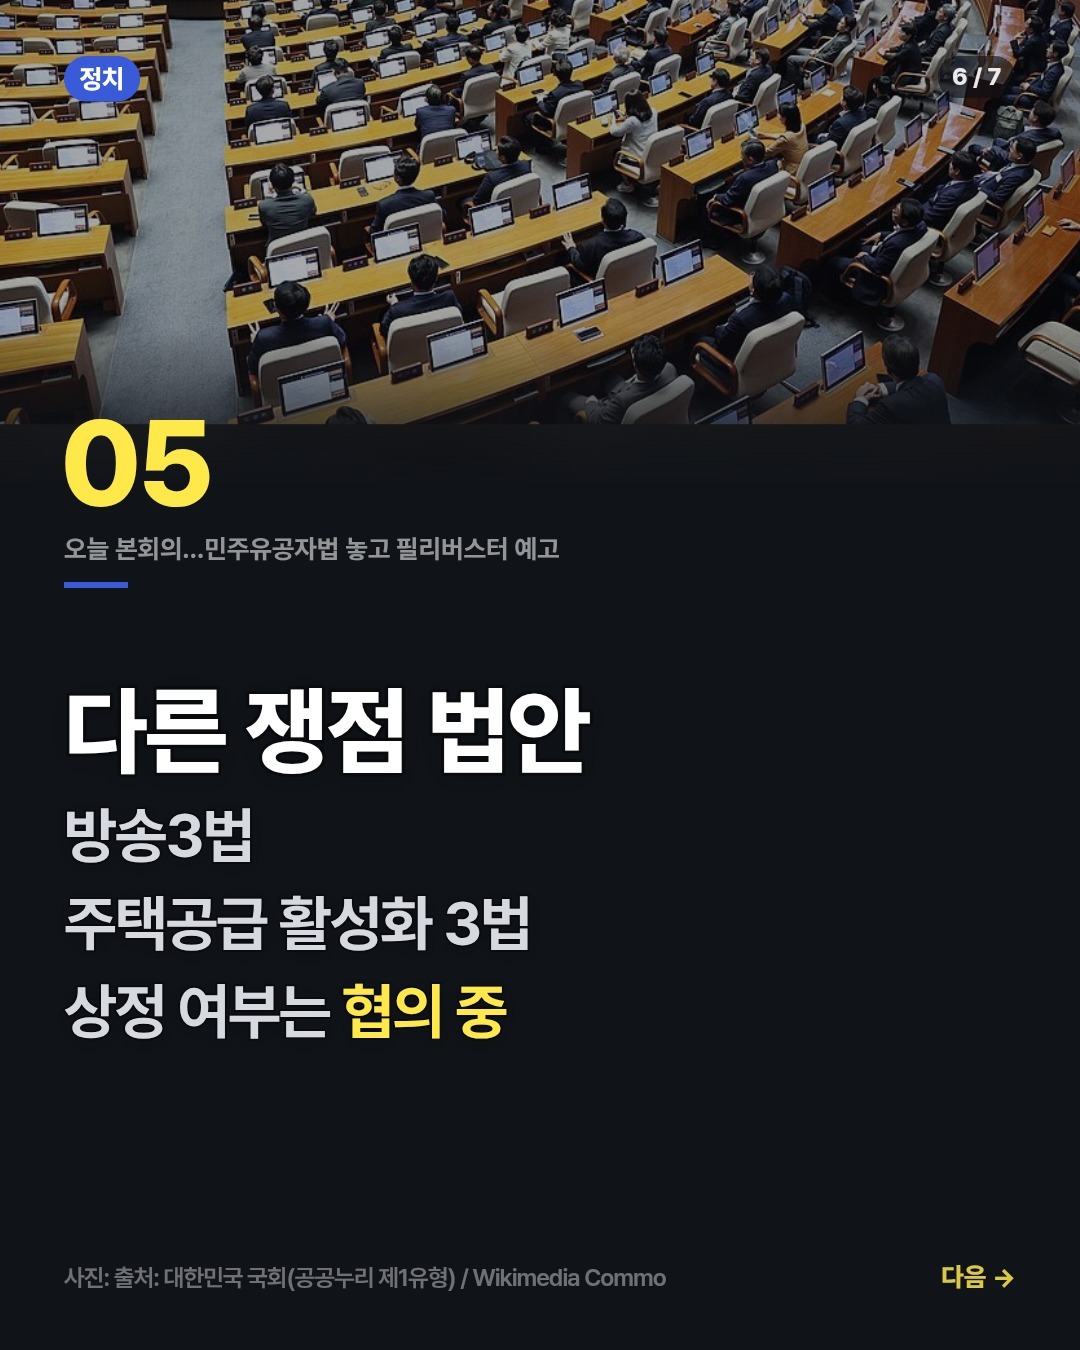 정치
6 / 7
05
오늘 본회의...민주유공자법 놓고 필리버스터 예고
다른 쟁점 법안
방송3법
주택공급 활성화 3법
상정 여부는 협의 중
사진: 출처: 대한민국 국회(공공누리 제1유형) / Wikimedia Commo
다음 →